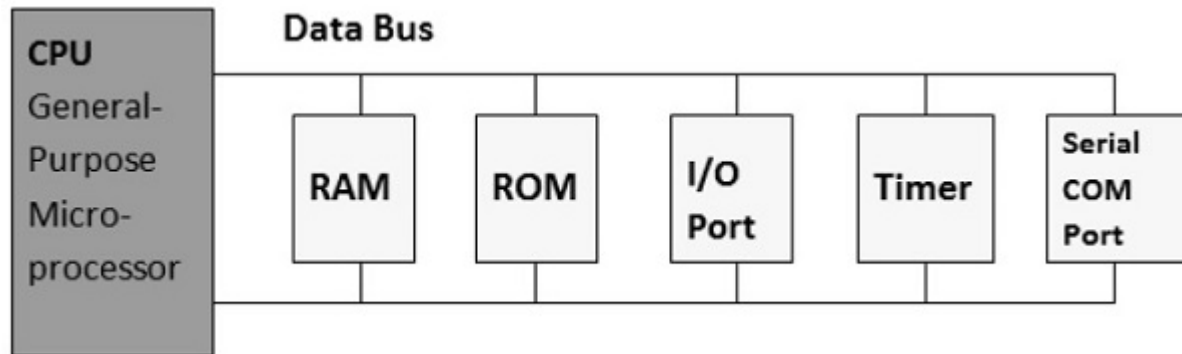 Data Bus
CPU
General-
Purpose
Micro-
processor
RAM
ROM
I/O
Port
Timer
Serial
COM
Port